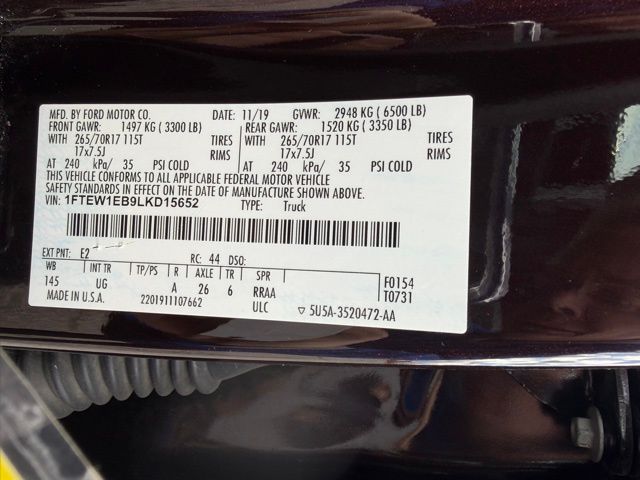 MFD. BY FORD MOTOR CO. 11/19 GVWR: 2948 KG ( 6500 LB)
FRONT GAWR: 1497 KG ( 3300 LB) REAR GAWR: 1520 KG ( 3350 LB)
WITH 265/70R17 115T TIRES WITH 265/70R17 115T TIRES
17x7.5J RIMS 17x7.5J RIMS
AT 240 kPa/ 35 PSI COLD AT 240 kPa/ 35 PSI COLD
THIS VEHICLE CONFORMS TO ALL APPLICABLE FEDERAL MOTOR VEHICLE
SAFETY STANDARDS IN EFFECT ON THE DATE OF MANUFACTURE SHOWN ABOVE.
VIN: 1FTEW1EB9LKD15652 TYPE: Truck
EXT PNT: E2 RC: 44 DSO:
WB INT TR TP/PS R AXLE TR SPR F0154
145 UG A 26 6 RRAA T0731
MADE IN U.S.A. 2201911107662 ULC ▽ 5U5A-3520472-AA